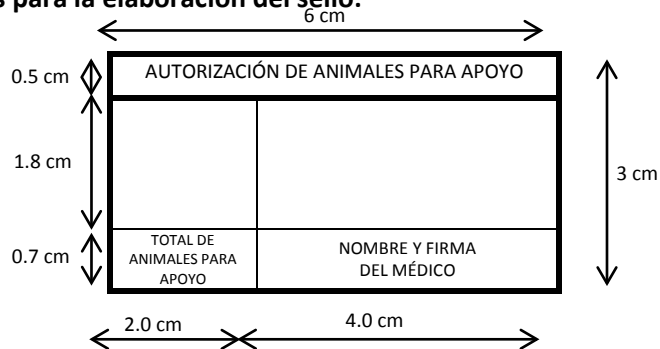 s para la elaboración del sello:
6 cm
0.5 cm
AUTORIZACIÓN DE ANIMALES PARA APOYO
1.8 cm
3 cm
0.7 cm
TOTAL DE
ANIMALES PARA
APOYO
NOMBRE Y FIRMA
DEL MÉDICO
2.0 cm
4.0 cm